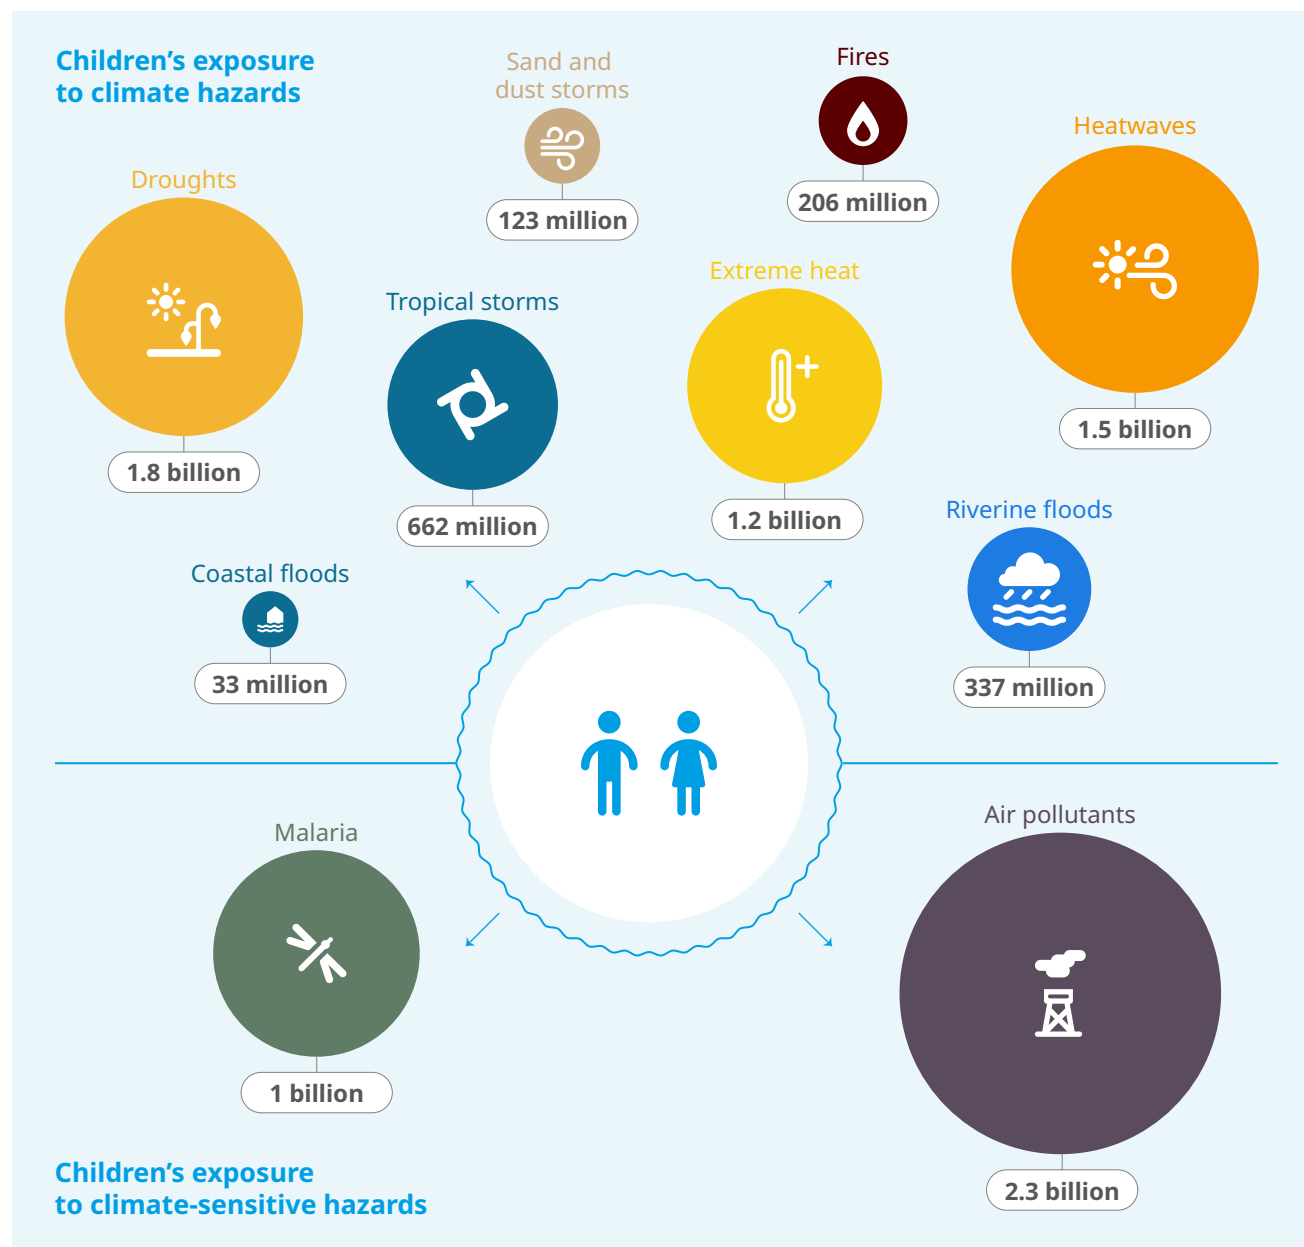 Children’s exposure
to climate hazards
Sand and
dust storms
123 million
Fires
206 million
Heatwaves
1.5 billion
Droughts
1.8 billion
Tropical storms
662 million
Extreme heat
1.2 billion
Riverine floods
337 million
Coastal floods
33 million
Malaria
1 billion
Air pollutants
2.3 billion
Children’s exposure
to climate-sensitive hazards